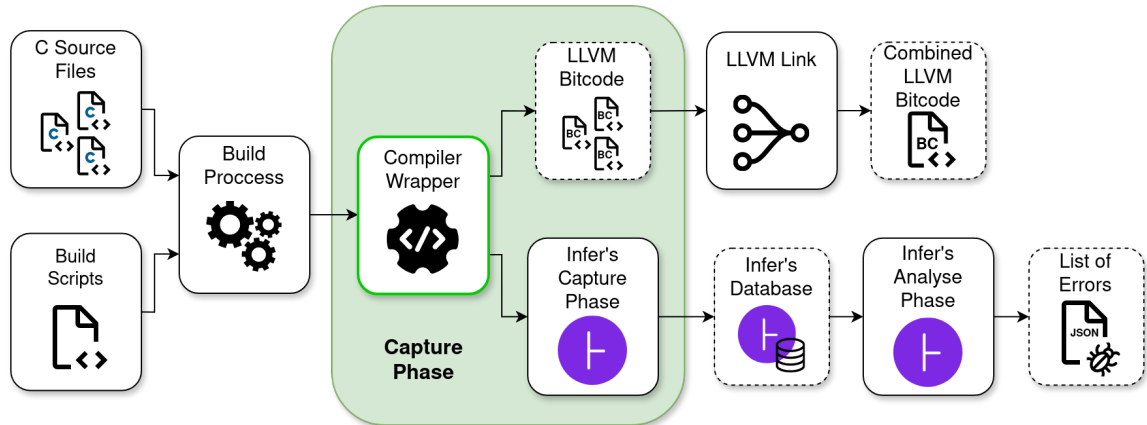 C Source
Files
C
C
C
Build
Scripts
Build
Proccess
Compiler
Wrapper
</>
Capture
Phase
LLVM
Bitcode
BC
BC
BC
LLVM Link
Combined
LLVM
Bitcode
BC
Infer's
Capture
Phase
Infer's
Database
Infer's
Analyse
Phase
List of
Errors
JSON